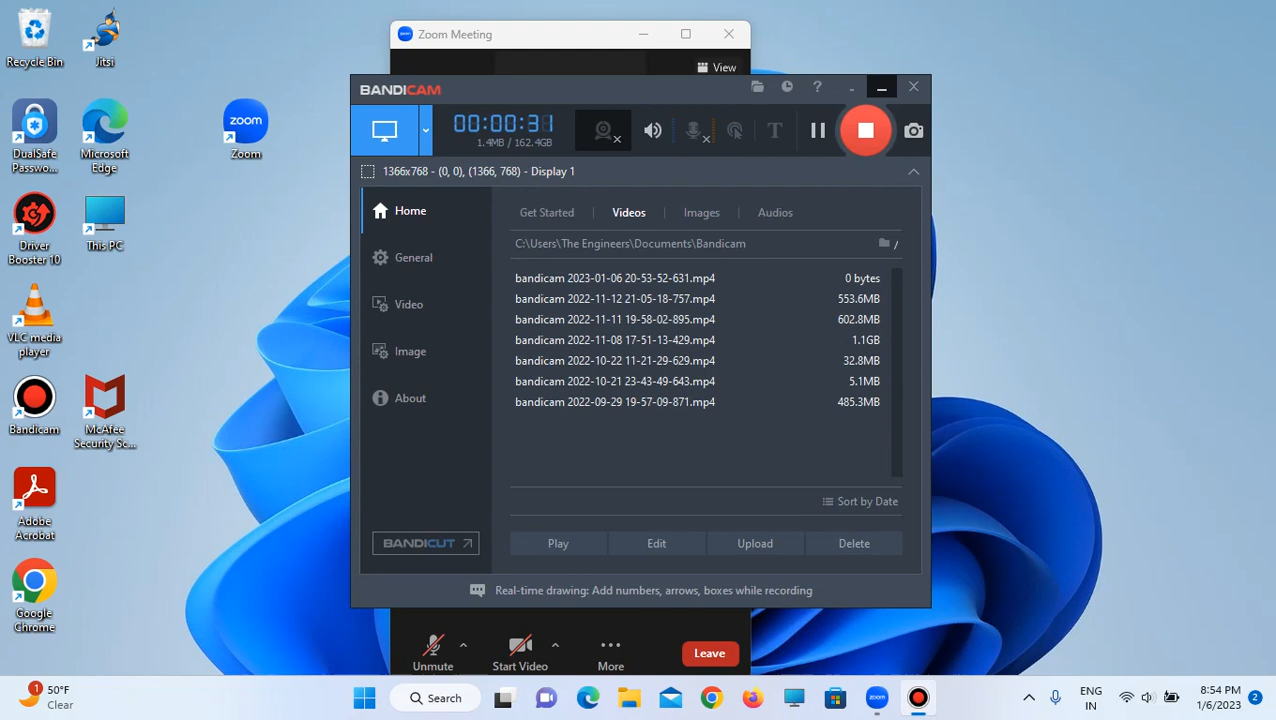 Recycle Bin
Jitsi
DualSafe
Passwo...
Microsoft
Edge
zoom
Zoom
Driver
Booster 10
This PC
VLC media
player
Bandicam
McAfee
Security Sc...
Adobe
Acrobat
Google
Chrome
zoom Zoom Meeting
View
BANDICAM
?
00:00:31
1.4MB / 162.4GB
T
1366x768 - (0, 0), (1366, 768) - Display 1
Home
General
Video
Image
About
BANDICUT
Get Started
Videos
Images
Audios
C:\Users\The Engineers\Documents\Bandicam
/
bandicam 2023-01-06 20-53-52-631.mp4 0 bytes
bandicam 2022-11-12 21-05-18-757.mp4 553.6MB
bandicam 2022-11-11 19-58-02-895.mp4 602.8MB
bandicam 2022-11-08 17-51-13-429.mp4 1.1GB
bandicam 2022-10-22 11-21-29-629.mp4 32.8MB
bandicam 2022-10-21 23-43-49-643.mp4 5.1MB
bandicam 2022-09-29 19-57-09-871.mp4 485.3MB
Sort by Date
Play Edit Upload Delete
Real-time drawing: Add numbers, arrows, boxes while recording
Unmute
Start Video
More
Leave
1
50°F
Clear
Search
zoom
ENG
IN
8:54 PM
1/6/2023
2